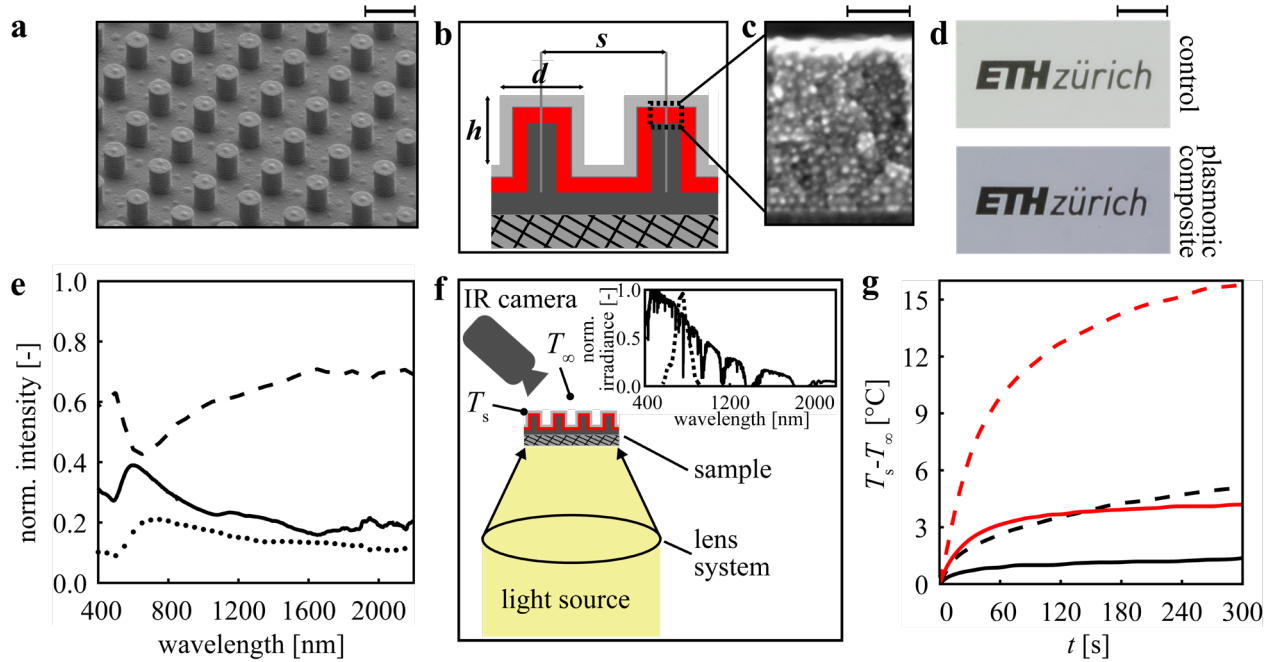 a
b
s
d
h
c
d
ETH zürich
control
ETH zürich
plasmonic
composite
e
1.0
0.8
0.6
0.4
0.2
0.0
norm. intensity [-]
400
800
1200
1600
2000
wavelength [nm]
f
IR camera
T∞
Ts
norm.
irradiance [-]
1.0
0.5
0.0
400
1200
2000
wavelength [nm]
sample
lens
system
light source
g
15
12
9
6
3
0
Ts-T∞ [°C]
0
60
120
180
240
300
t [s]